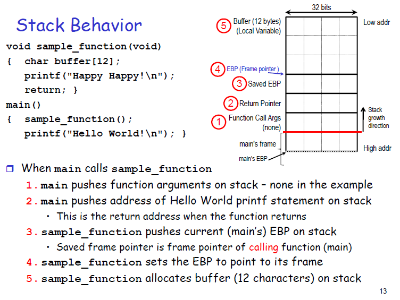 Stack Behavior
void sample_function(void)
{ char buffer[12];
printf("Happy Happy!\n");
return; }
main()
{ sample_function();
printf("Hello World!\n"); }
32 bits
5 Buffer (12 bytes)
(Local Variable)
Low addr
4 EBP (Frame pointer)
3 Saved EBP
2 Return Pointer
1 Function Call Args
(none)
Stack
growth
direction
main's frame
main's EBP
High addr
When main calls sample_function
1. main pushes function arguments on stack – none in the example
2. main pushes address of Hello World printf statement on stack
• This is the return address when the function returns
3. sample_function pushes current (main's) EBP on stack
• Saved frame pointer is frame pointer of calling function (main)
4. sample_function sets the EBP to point to its frame
5. sample_function allocates buffer (12 characters) on stack
13